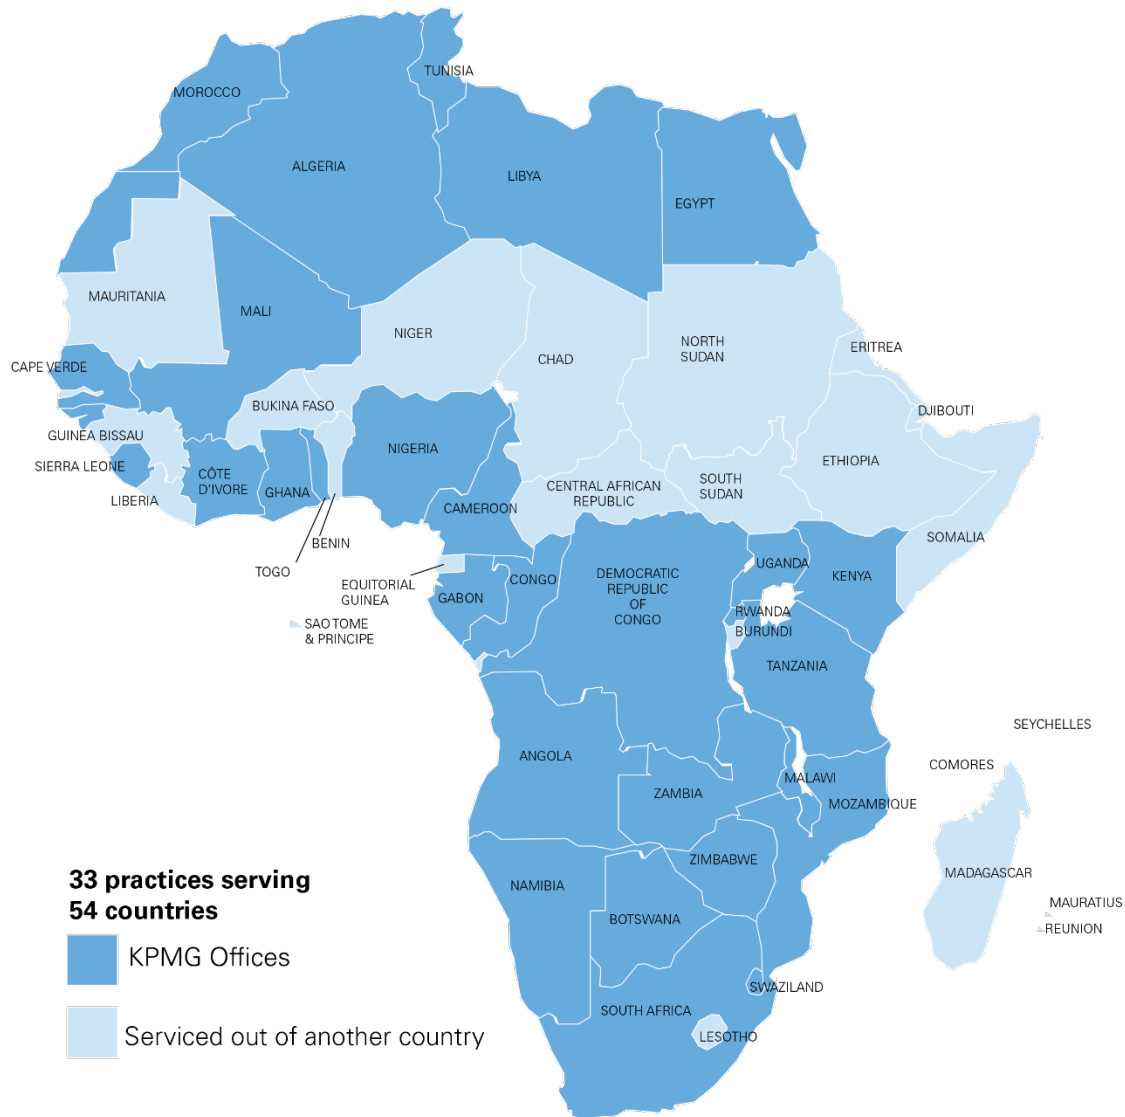 TUNISIA
MOROCCO
ALGERIA
LIBYA
EGYPT
MAURITANIA
MALI
NIGER
CHAD
NORTH
SUDAN
ERITREA
CAPE VERDE
BUKINA FASO
DJIBOUTI
GUINEA BISSAU
NIGERIA
ETHIOPIA
SIERRA LEONE
CÔTE
D'IVORE
GHANA
CENTRAL AFRICAN
REPUBLIC
SOUTH
SUDAN
LIBERIA
CAMEROON
SOMALIA
BENIN
TOGO
EQUITORIAL
GUINEA
GABON
CONGO
DEMOCRATIC
REPUBLIC
OF
CONGO
UGANDA
KENYA
RWANDA
BURUNDI
SAO TOME
& PRINCIPE
TANZANIA
SEYCHELLES
ANGOLA
COMORES
MALAWI
ZAMBIA
MOZAMBIQUE
ZIMBABWE
MADAGASCAR
NAMIBIA
BOTSWANA
MAURATIUS
REUNION
SWAZILAND
SOUTH AFRICA
LESOTHO
33 practices serving
54 countries
KPMG Offices
Serviced out of another country